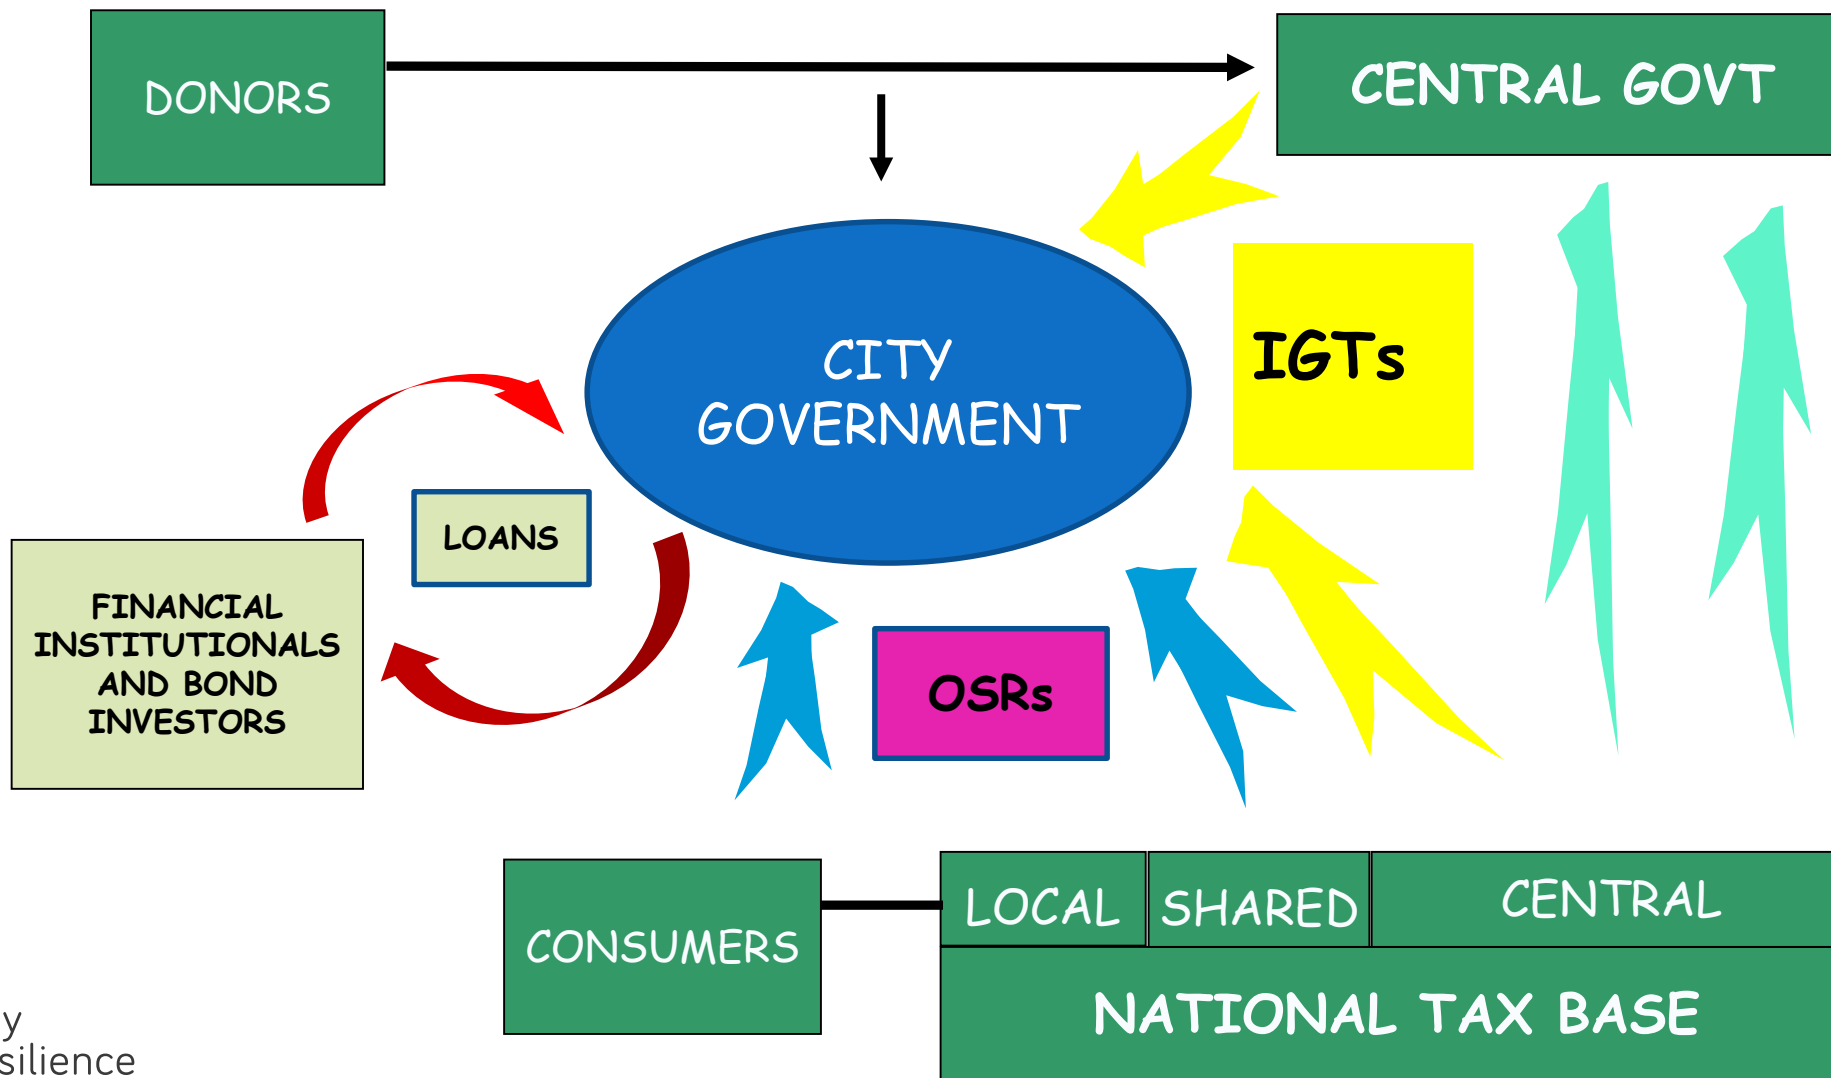 DONORS
CENTRAL GOVT
CITY
GOVERNMENT
IGTs
LOANS
FINANCIAL
INSTITUTIONALS
AND BOND
INVESTORS
OSRs
CONSUMERS
LOCAL
SHARED
CENTRAL
NATIONAL TAX BASE
y
silience